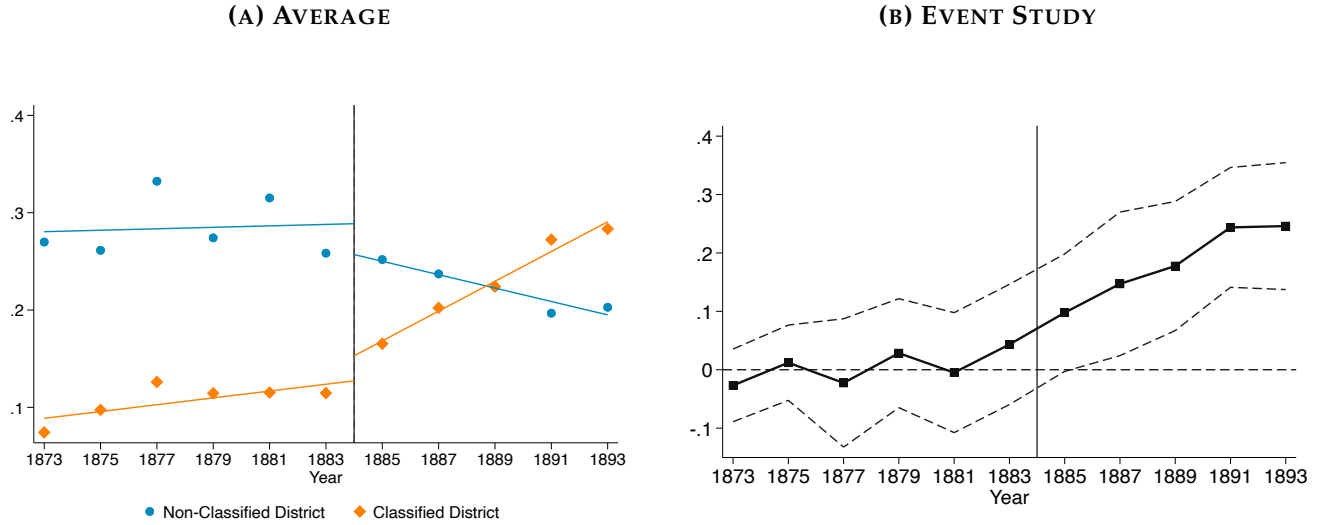 (A) AVERAGE
.4
.3
.2
.1
1873 1875 1877 1879 1881 1883 1885 1887 1889 1891 1893
Year
Non-Classified District Classified District
(B) EVENT STUDY
.4
.3
.2
.1
0
-.1
1873 1875 1877 1879 1881 1883 1885 1887 1889 1891 1893
Year